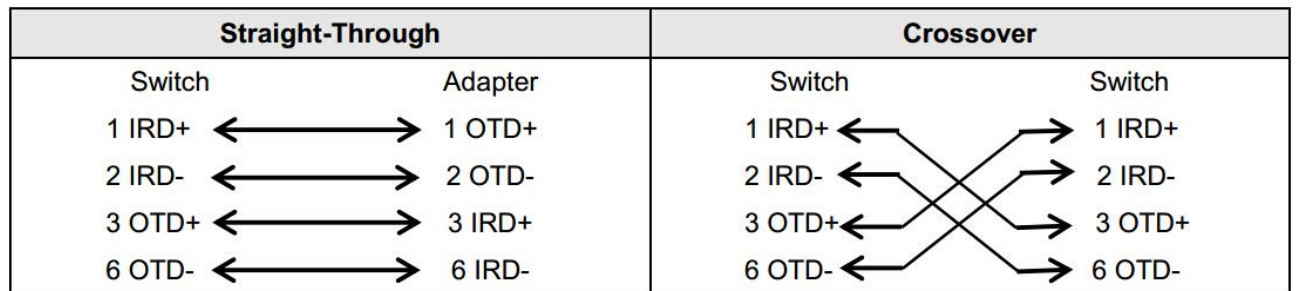 Straight-Through Crossover
Switch Adapter Switch Switch
1 IRD+ 1 OTD+ 1 IRD+ 1 IRD+
2 IRD- 2 OTD- 2 IRD- 2 IRD-
3 OTD+ 3 IRD+ 3 OTD+ 3 OTD+
6 OTD- 6 IRD- 6 OTD- 6 OTD-